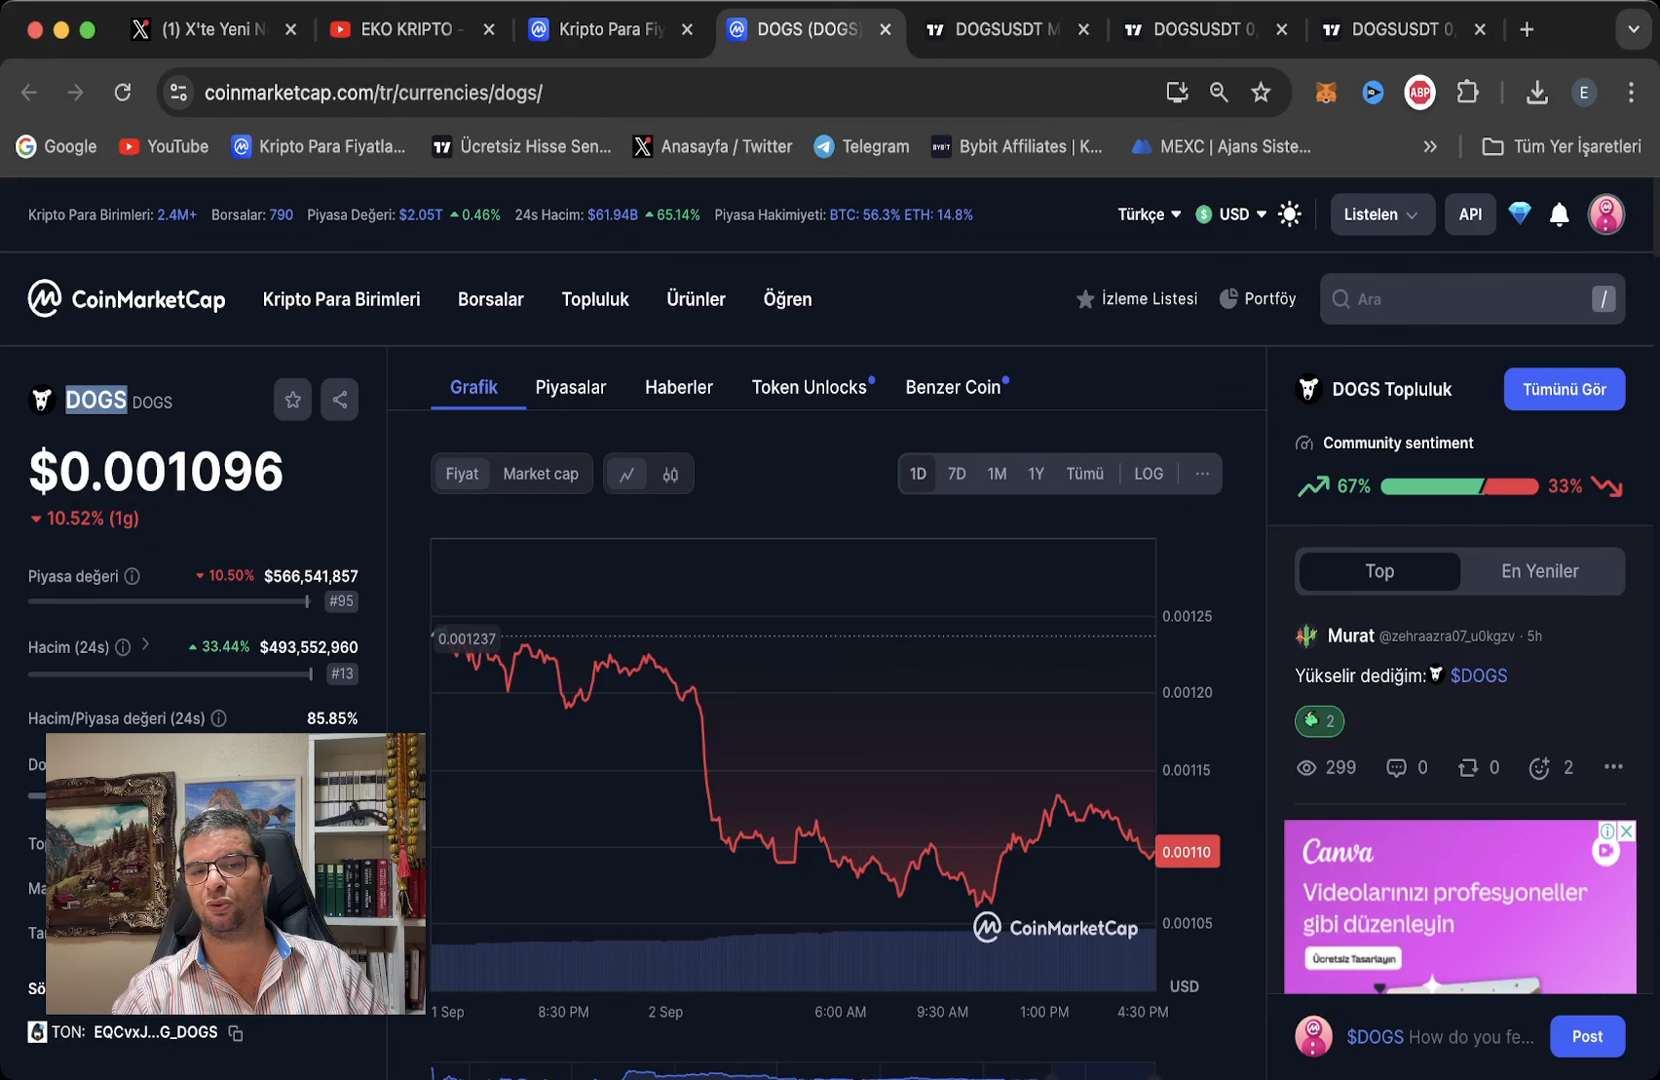 (1) X'te Yeni N
EKO KRIPTO -
Kripto Para Fiy
DOGS (DOGS)
DOGSUSDT M
DOGSUSDT 0,
DOGSUSDT 0,
coinmarketcap.com/tr/currencies/dogs/
ABP
E
Google
YouTube
Kripto Para Fiyatla...
Ücretsiz Hisse Sen...
Anasayfa / Twitter
Telegram
Bybit Affiliates | K...
MEXC | Ajans Siste...
Tüm Yer İşaretleri
Kripto Para Birimleri: 2.4M+ Borsalar: 790 Piyasa Değeri: $2.05T 0.46% 24s Hacim: $61.94B 65.14% Piyasa Hakimiyeti: BTC: 56.3% ETH: 14.8%
Türkçe
USD
Listelen
API
CoinMarketCap
Kripto Para Birimleri
Borsalar
Topluluk
Ürünler
Öğren
İzleme Listesi
Portföy
Ara
/
DOGS DOGS
$0.001096
10.52% (1g)
Piyasa değeri 10.50% $566,541,857
#95
Hacim (24s) 33.44% $493,552,960
#13
Hacim/Piyasa değeri (24s) 85.85%
Do
To
Ma
Sö
TON: EQCvxJ...G_DOGS
Grafik
Piyasalar
Haberler
Token Unlocks
Benzer Coin
Fiyat
Market cap
1D
7D
1M
1Y
Tümü
LOG
...
0.001237
0.00125
0.00120
0.00115
0.00110
0.00105
CoinMarketCap
USD
1 Sep
8:30 PM
2 Sep
6:00 AM
9:30 AM
1:00 PM
4:30 PM
DOGS Topluluk
Tümünü Gör
Community sentiment
67%
33%
Top
En Yeniler
Murat @zehraazra07_u0kgzv · 5h
Yükselir dediğim: $DOGS
2
299
0
0
2
Canva
Videolarınızı profesyoneller
gibi düzenleyin
Ücretsiz Tasarlayın
$DOGS How do you fe...
Post